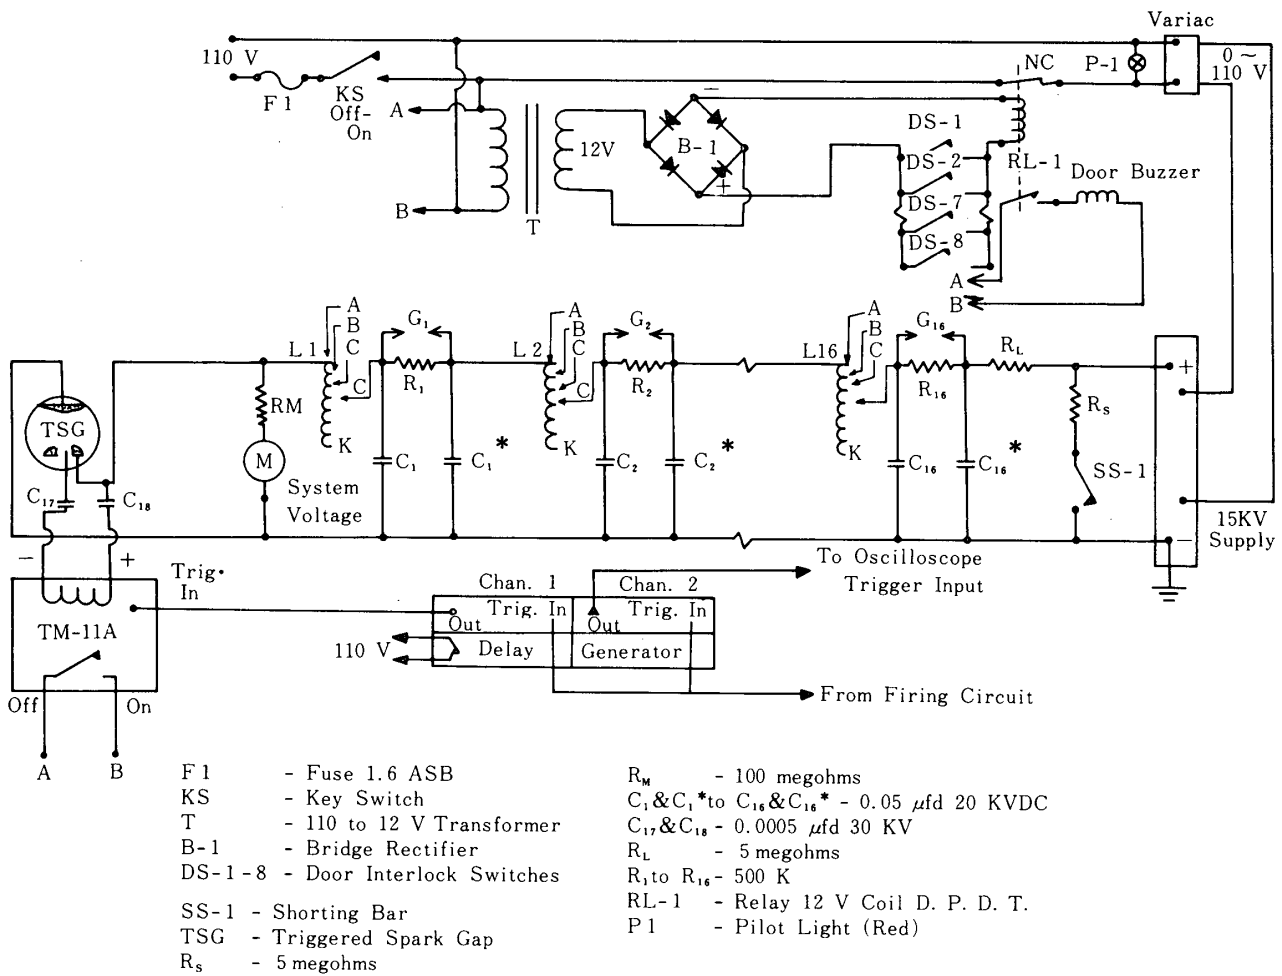 Variac
110 V
F 1
KS
Off-
On
A
B
T
12V
B-1
−
+
NC
P-1
0 ~
110 V
DS-1
DS-2
DS-7
DS-8
RL-1
Door Buzzer
A
B
L 1
A
B
C
C
K
G₁
R₁
C₁
C₁ *
L 2
A
B
C
C
K
G₂
R₂
C₂
C₂ *
L16
A
B
C
K
G₁₆
R₁₆
C₁₆
C₁₆ *
R_L
R_S
SS-1
+
−
15KV
Supply
TSG
C₁₇
C₁₈
RM
M
System
Voltage
−
+
Trig.
In
TM-11A
Off
On
A
B
Chan. 1
Chan. 2
Trig. In
Trig. In
Out
Out
110 V
Delay
Generator
To Oscilloscope
Trigger Input
From Firing Circuit
F 1 - Fuse 1.6 ASB
KS - Key Switch
T - 110 to 12 V Transformer
B-1 - Bridge Rectifier
DS-1-8 - Door Interlock Switches
SS-1 - Shorting Bar
TSG - Triggered Spark Gap
R_S - 5 megohms
R_M - 100 megohms
C₁&C₁* to C₁₆&C₁₆* - 0.05 μfd 20 KVDC
C₁₇&C₁₈ - 0.0005 μfd 30 KV
R_L - 5 megohms
R₁ to R₁₆ - 500 K
RL-1 - Relay 12 V Coil D. P. D. T.
P 1 - Pilot Light (Red)